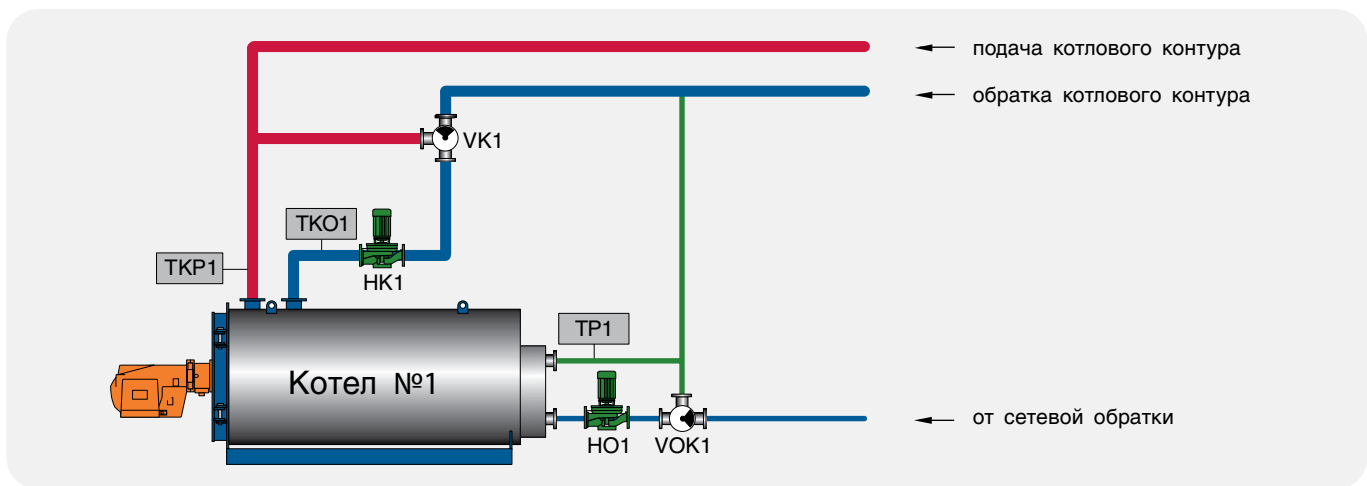 подача котлового контура
обратка котлового контура
VK1
TKO1
TKP1
HK1
TP1
Котел №1
от сетевой обратки
HO1
VOK1